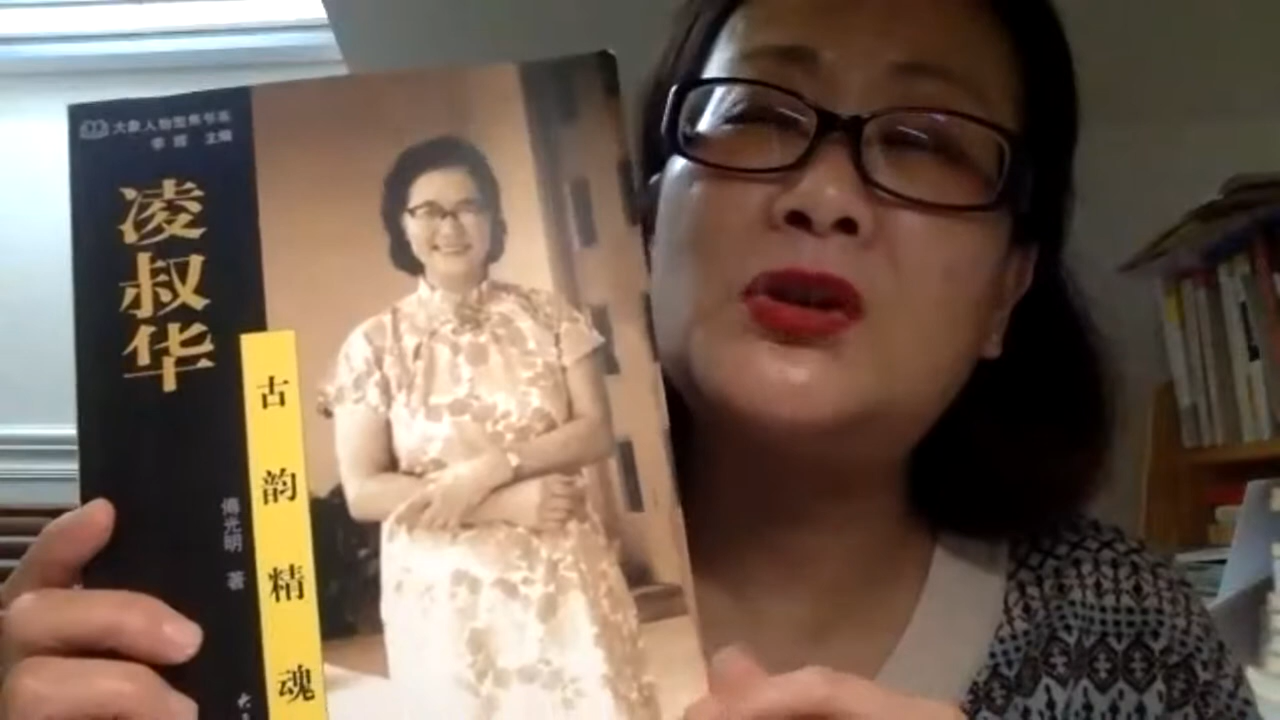 大象人物聚焦书系
李辉 主编
凌叔华
古韵精魂
傅光明 著